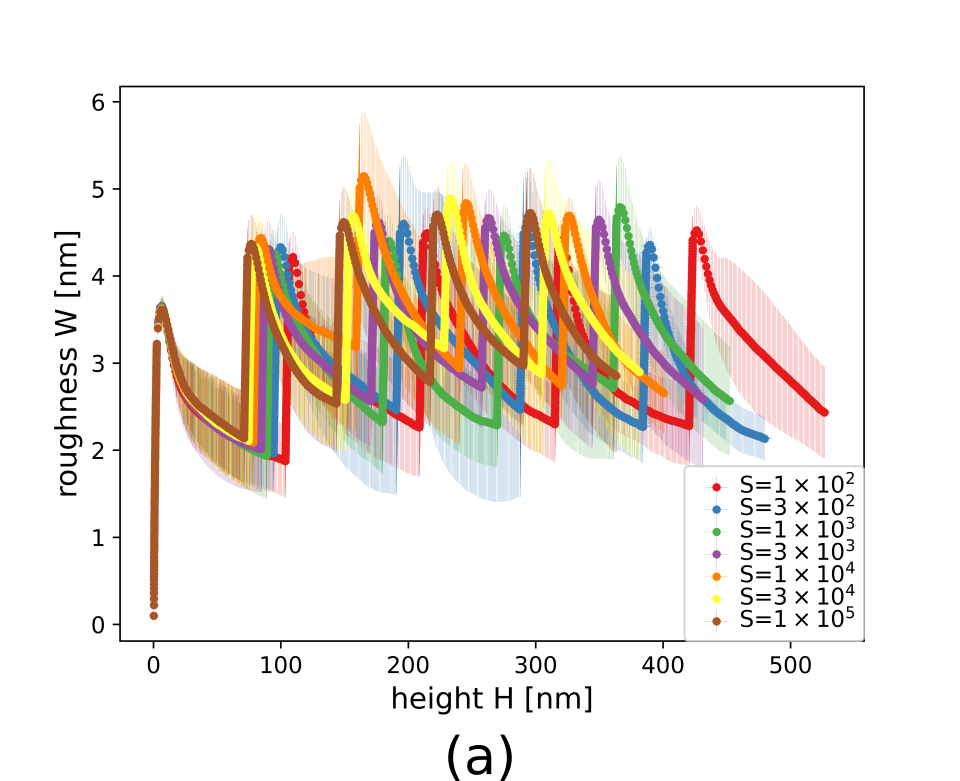 6
5
4
3
2
1
0
roughness W [nm]
S=1 × 10²
S=3 × 10²
S=1 × 10³
S=3 × 10³
S=1 × 10⁴
S=3 × 10⁴
S=1 × 10⁵
0 100 200 300 400 500
height H [nm]
(a)